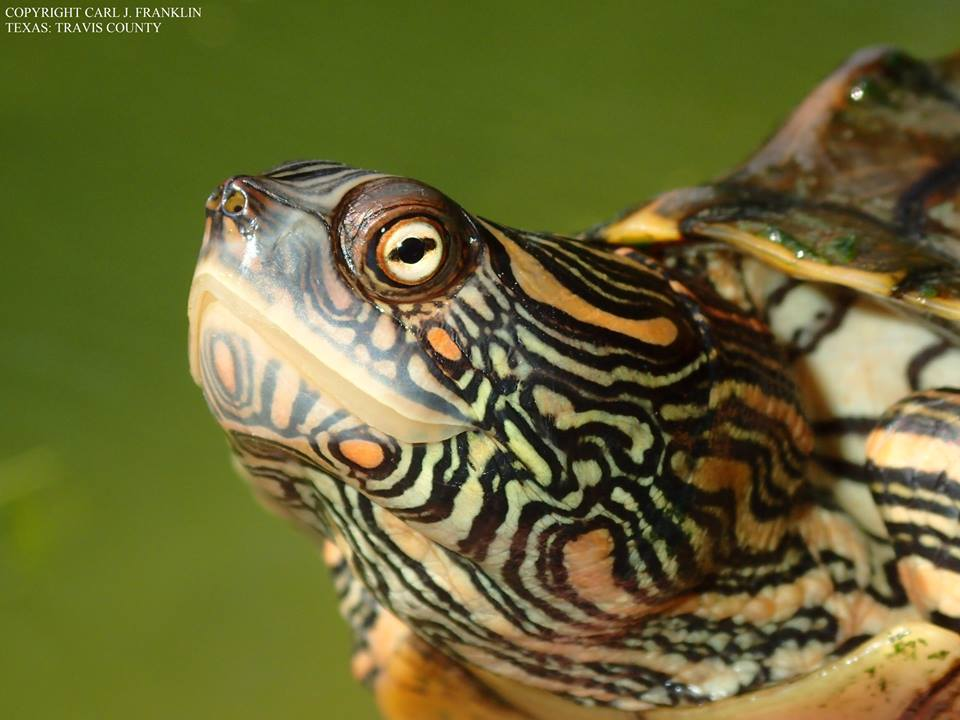 COPYRIGHT CARL J. FRANKLIN
TEXAS: TRAVIS COUNTY